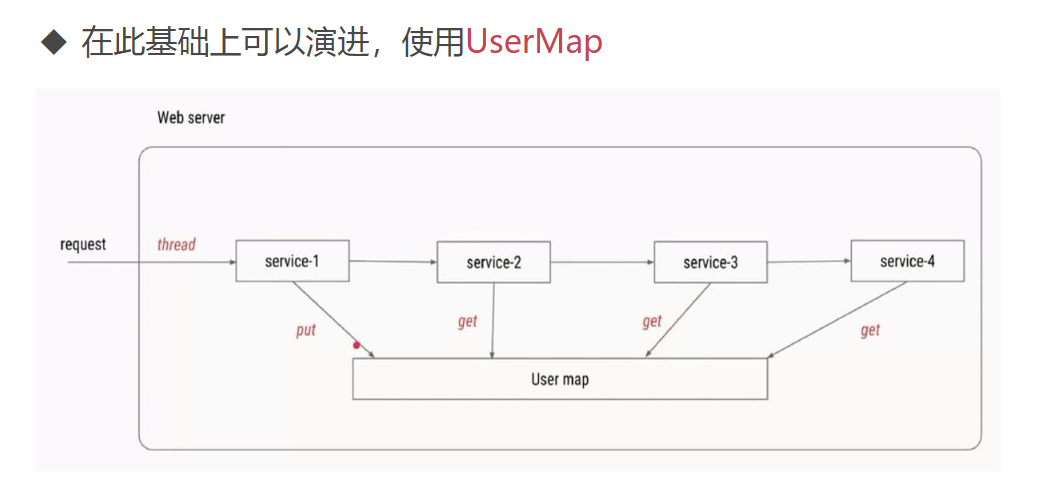 在此基础上可以演进，使用UserMap
Web server
request
thread
service-1
service-2
service-3
service-4
put
get
get
get
User map